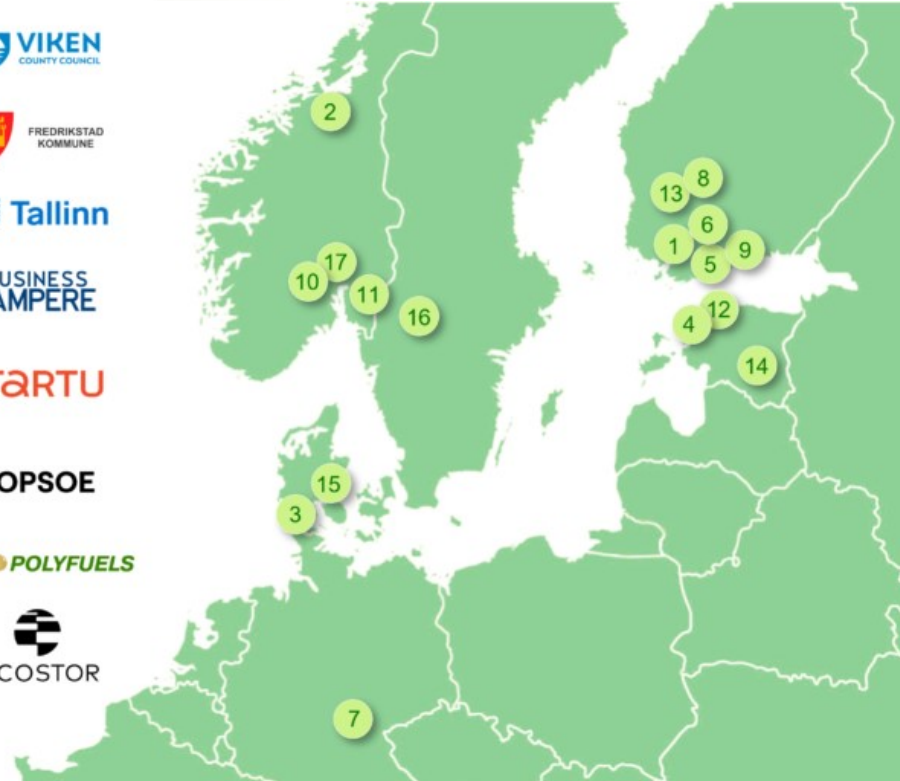 VIKEN
COUNTY COUNCIL
FREDRIKSTAD
KOMMUNE
Tallinn
USINESS
AMPERE
TARTU
OPSOE
POLYFUELS
COSTOR
2
8
13
6
1
9
5
17
10
11
16
12
4
14
15
3
7